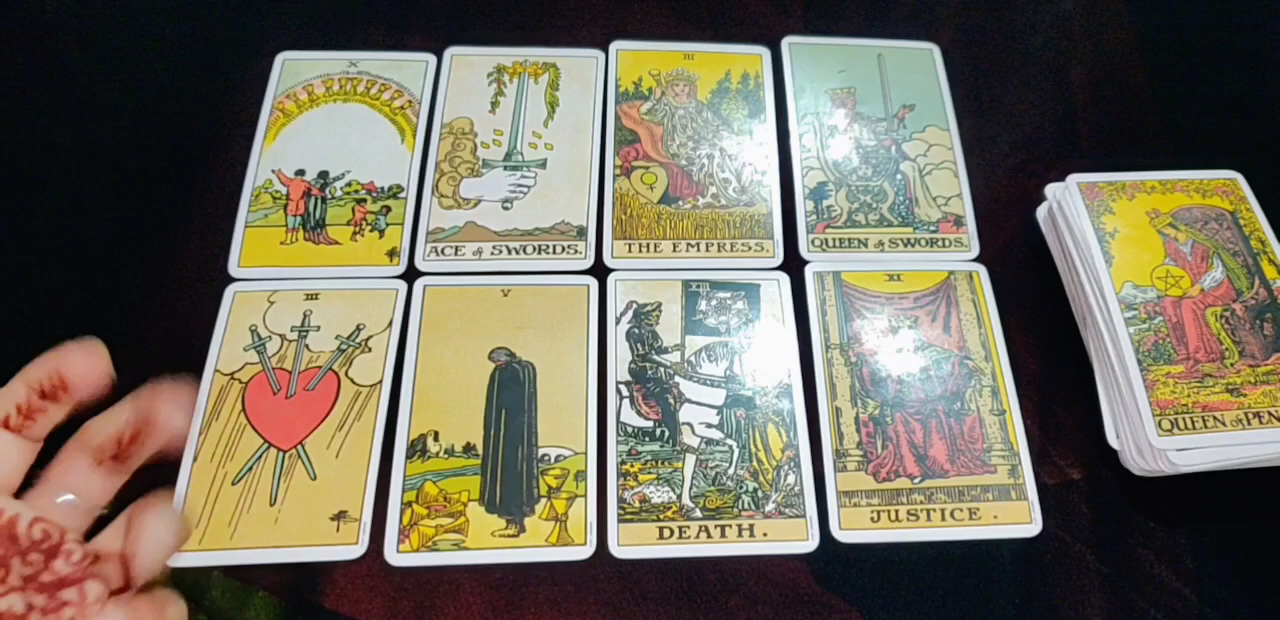 X
ACE of SWORDS.
III
THE EMPRESS.
QUEEN of SWORDS.
III
V
XIII
DEATH.
XI
JUSTICE.
QUEEN of PEN